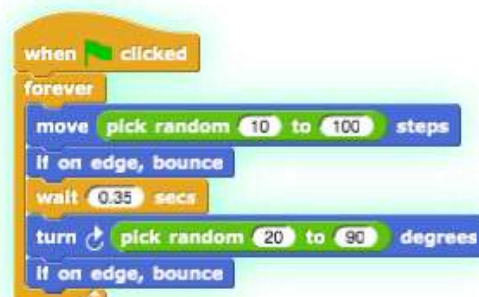 when clicked
forever
move pick random 10 to 100 steps
if on edge, bounce
wait 0.35 secs
turn pick random 20 to 90 degrees
if on edge, bounce